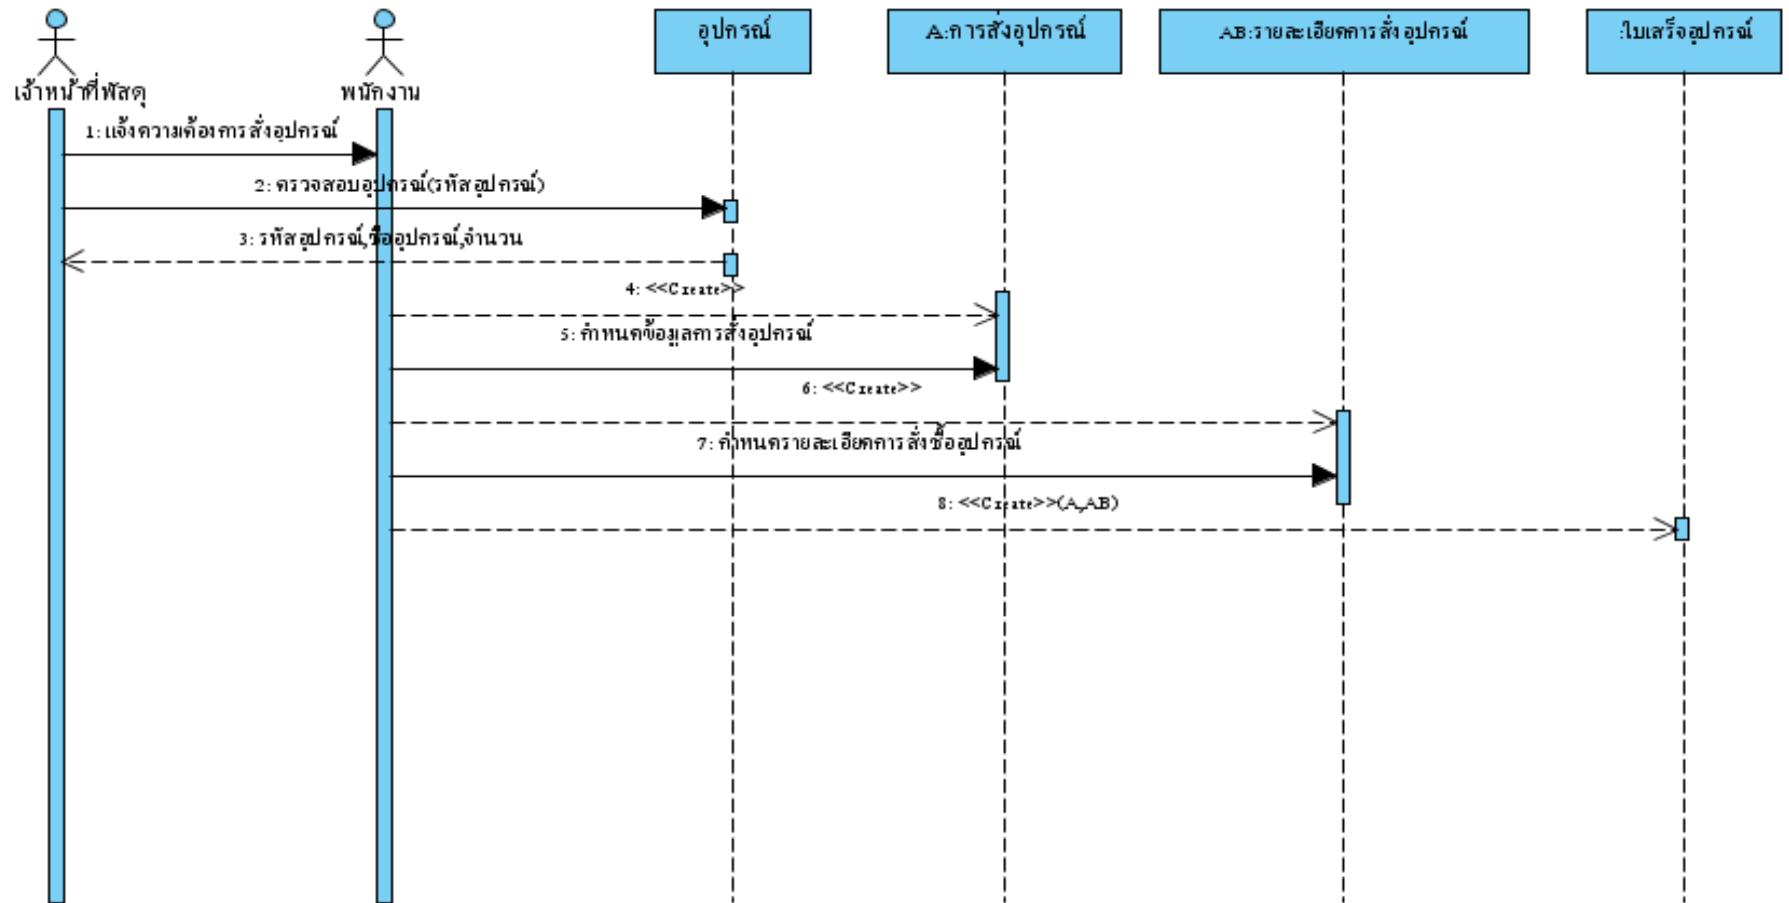 อุปกรณ์
A:การสั่งอุปกรณ์
AB:รายละเอียดการสั่งอุปกรณ์
:ใบเสร็จอุปกรณ์
เจ้าหน้าที่พัสดุ
พนักงาน
1: แจ้งความต้องการสั่งอุปกรณ์
2: ตรวจสอบอุปกรณ์(รหัสอุปกรณ์)
3: รหัสอุปกรณ์,ชื่ออุปกรณ์,จำนวน
4: <<Create>>
5: กำหนดข้อมูลการสั่งอุปกรณ์
6: <<Create>>
7: กำหนดรายละเอียดการสั่งซื้ออุปกรณ์
8: <<Create>>(A,AB)